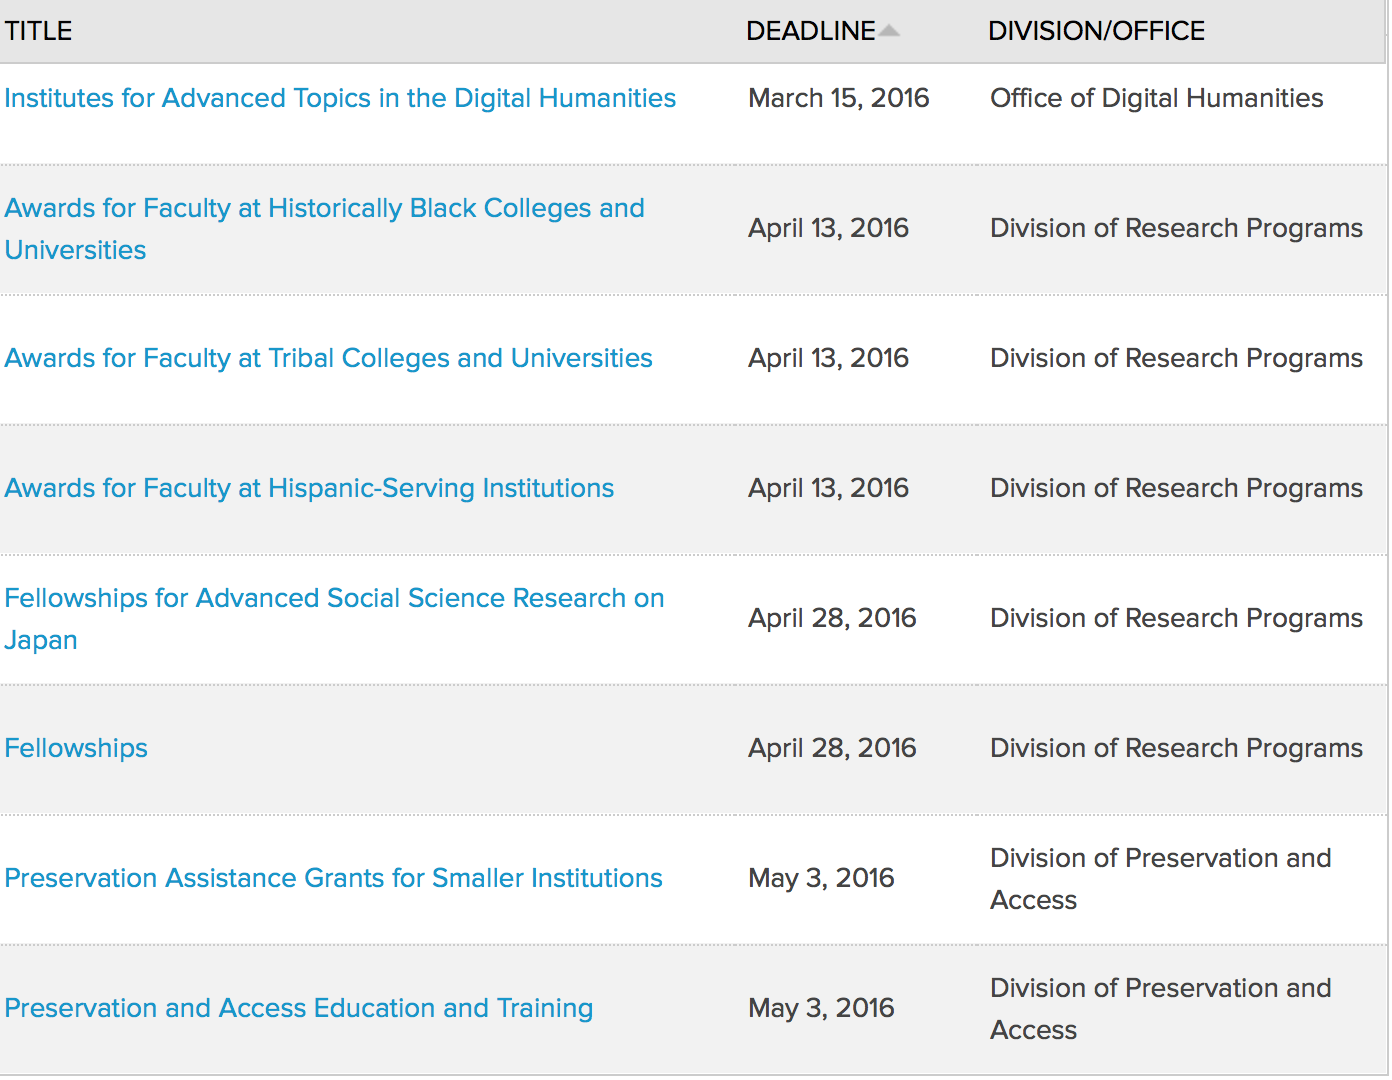 TITLE DEADLINE DIVISION/OFFICE
Institutes for Advanced Topics in the Digital Humanities March 15, 2016 Office of Digital Humanities
Awards for Faculty at Historically Black Colleges and
Universities
April 13, 2016 Division of Research Programs
Awards for Faculty at Tribal Colleges and Universities April 13, 2016 Division of Research Programs
Awards for Faculty at Hispanic-Serving Institutions April 13, 2016 Division of Research Programs
Fellowships for Advanced Social Science Research on
Japan
April 28, 2016 Division of Research Programs
Fellowships April 28, 2016 Division of Research Programs
Preservation Assistance Grants for Smaller Institutions May 3, 2016 Division of Preservation and
Access
Preservation and Access Education and Training May 3, 2016 Division of Preservation and
Access